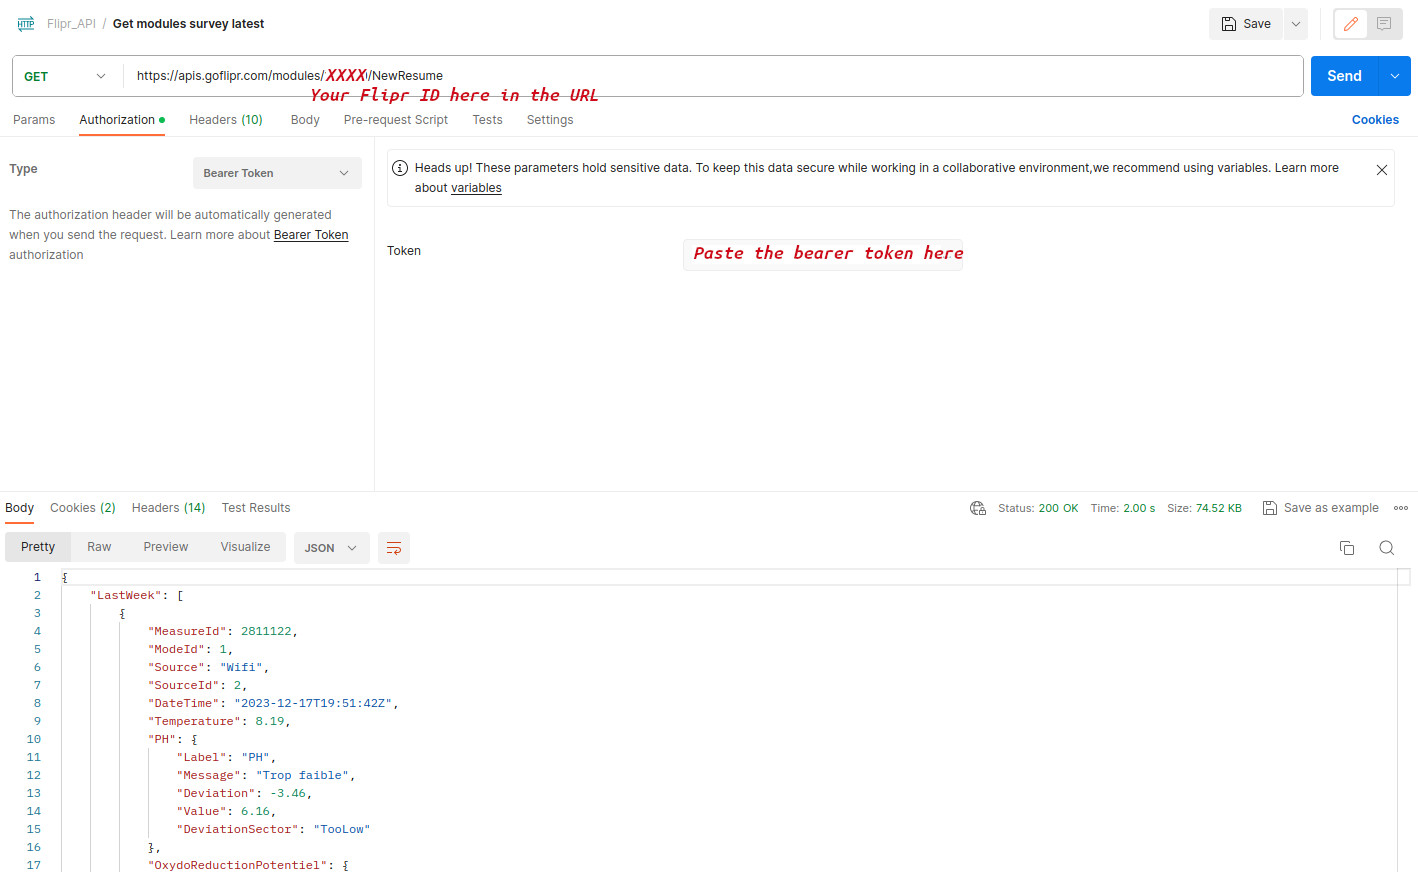 HTTP Flipr_API / Get modules survey latest Save
GET https://apis.goflipr.com/modules/XXXX/NewResume Send
Your Flipr ID here in the URL
Params Authorization Headers (10) Body Pre-request Script Tests Settings Cookies
Type Bearer Token
Heads up! These parameters hold sensitive data. To keep this data secure while working in a collaborative environment,we recommend using variables. Learn more
about variables
The authorization header will be automatically generated
when you send the request. Learn more about Bearer Token
authorization
Token Paste the bearer token here
Body Cookies (2) Headers (14) Test Results Status: 200 OK Time: 2.00 s Size: 74.52 KB Save as example
Pretty Raw Preview Visualize JSON
1 {
2 "LastWeek": [
3 {
4 "MeasureId": 2811122,
5 "ModeId": 1,
6 "Source": "Wifi",
7 "SourceId": 2,
8 "DateTime": "2023-12-17T19:51:42Z",
9 "Temperature": 8.19,
10 "PH": {
11 "Label": "PH",
12 "Message": "Trop faible",
13 "Deviation": -3.46,
14 "Value": 6.16,
15 "DeviationSector": "TooLow"
16 },
17 "OxydoReductionPotentiel": {